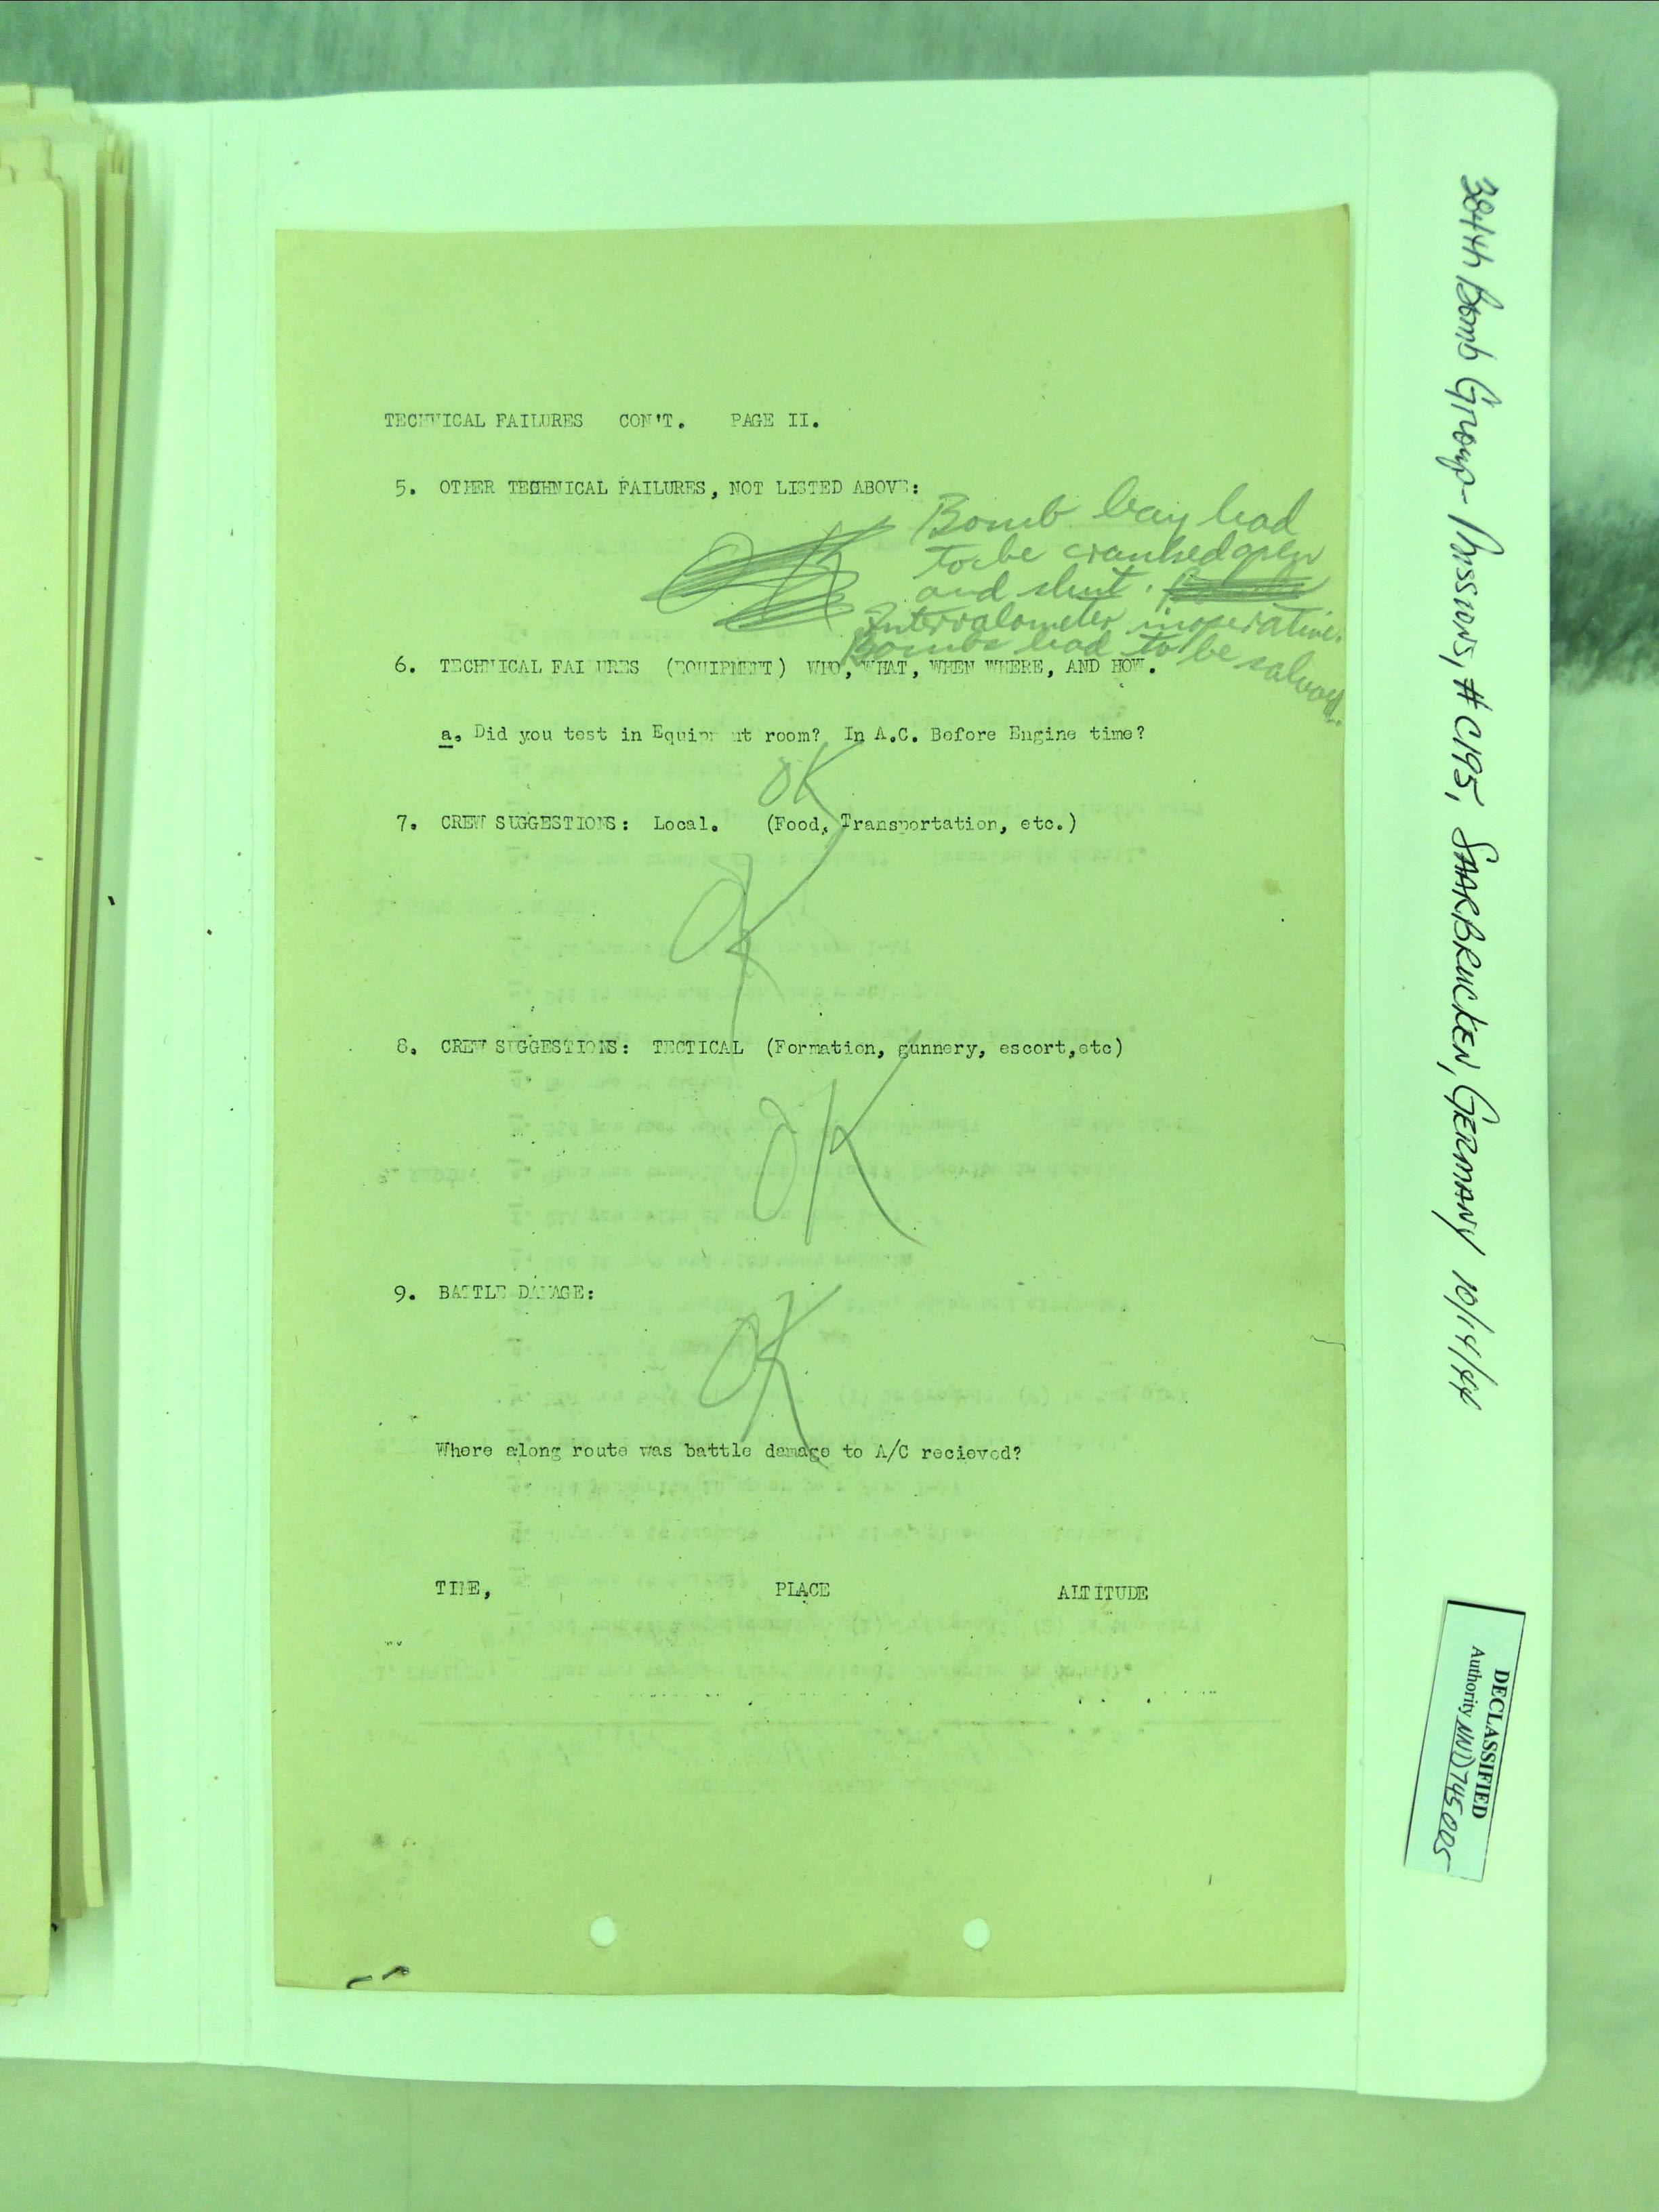 TECHNICAL FAILURES CON'T. PAGE II.
5. OTHER TECHNICAL FAILURES, NOT LISTED ABOVE:
OK
Bomb bay had
to be cranked open
and shut.
Intervalometer inoperative.
Bombs had to be salvoed.
6. TECHNICAL FAILURES (EQUIPMENT) WHO, WHAT, WHEN WHERE, AND HOW.
a. Did you test in Equipment room? In A.C. Before Engine time?
OK
7. CREW SUGGESTIONS: Local. (Food, Transportation, etc.)
OK
8. CREW SUGGESTIONS: TECTICAL (Formation, gunnery, escort,etc)
OK
9. BATTLE DAMAGE:
OK
Where along route was battle damage to A/C recieved?
TIME, PLACE ALTITUDE
384th Bomb Group- Missions, #C195, SAARBRUCKEN, GERMANY 10/14/44
DECLASSIFIED
Authority NND745005